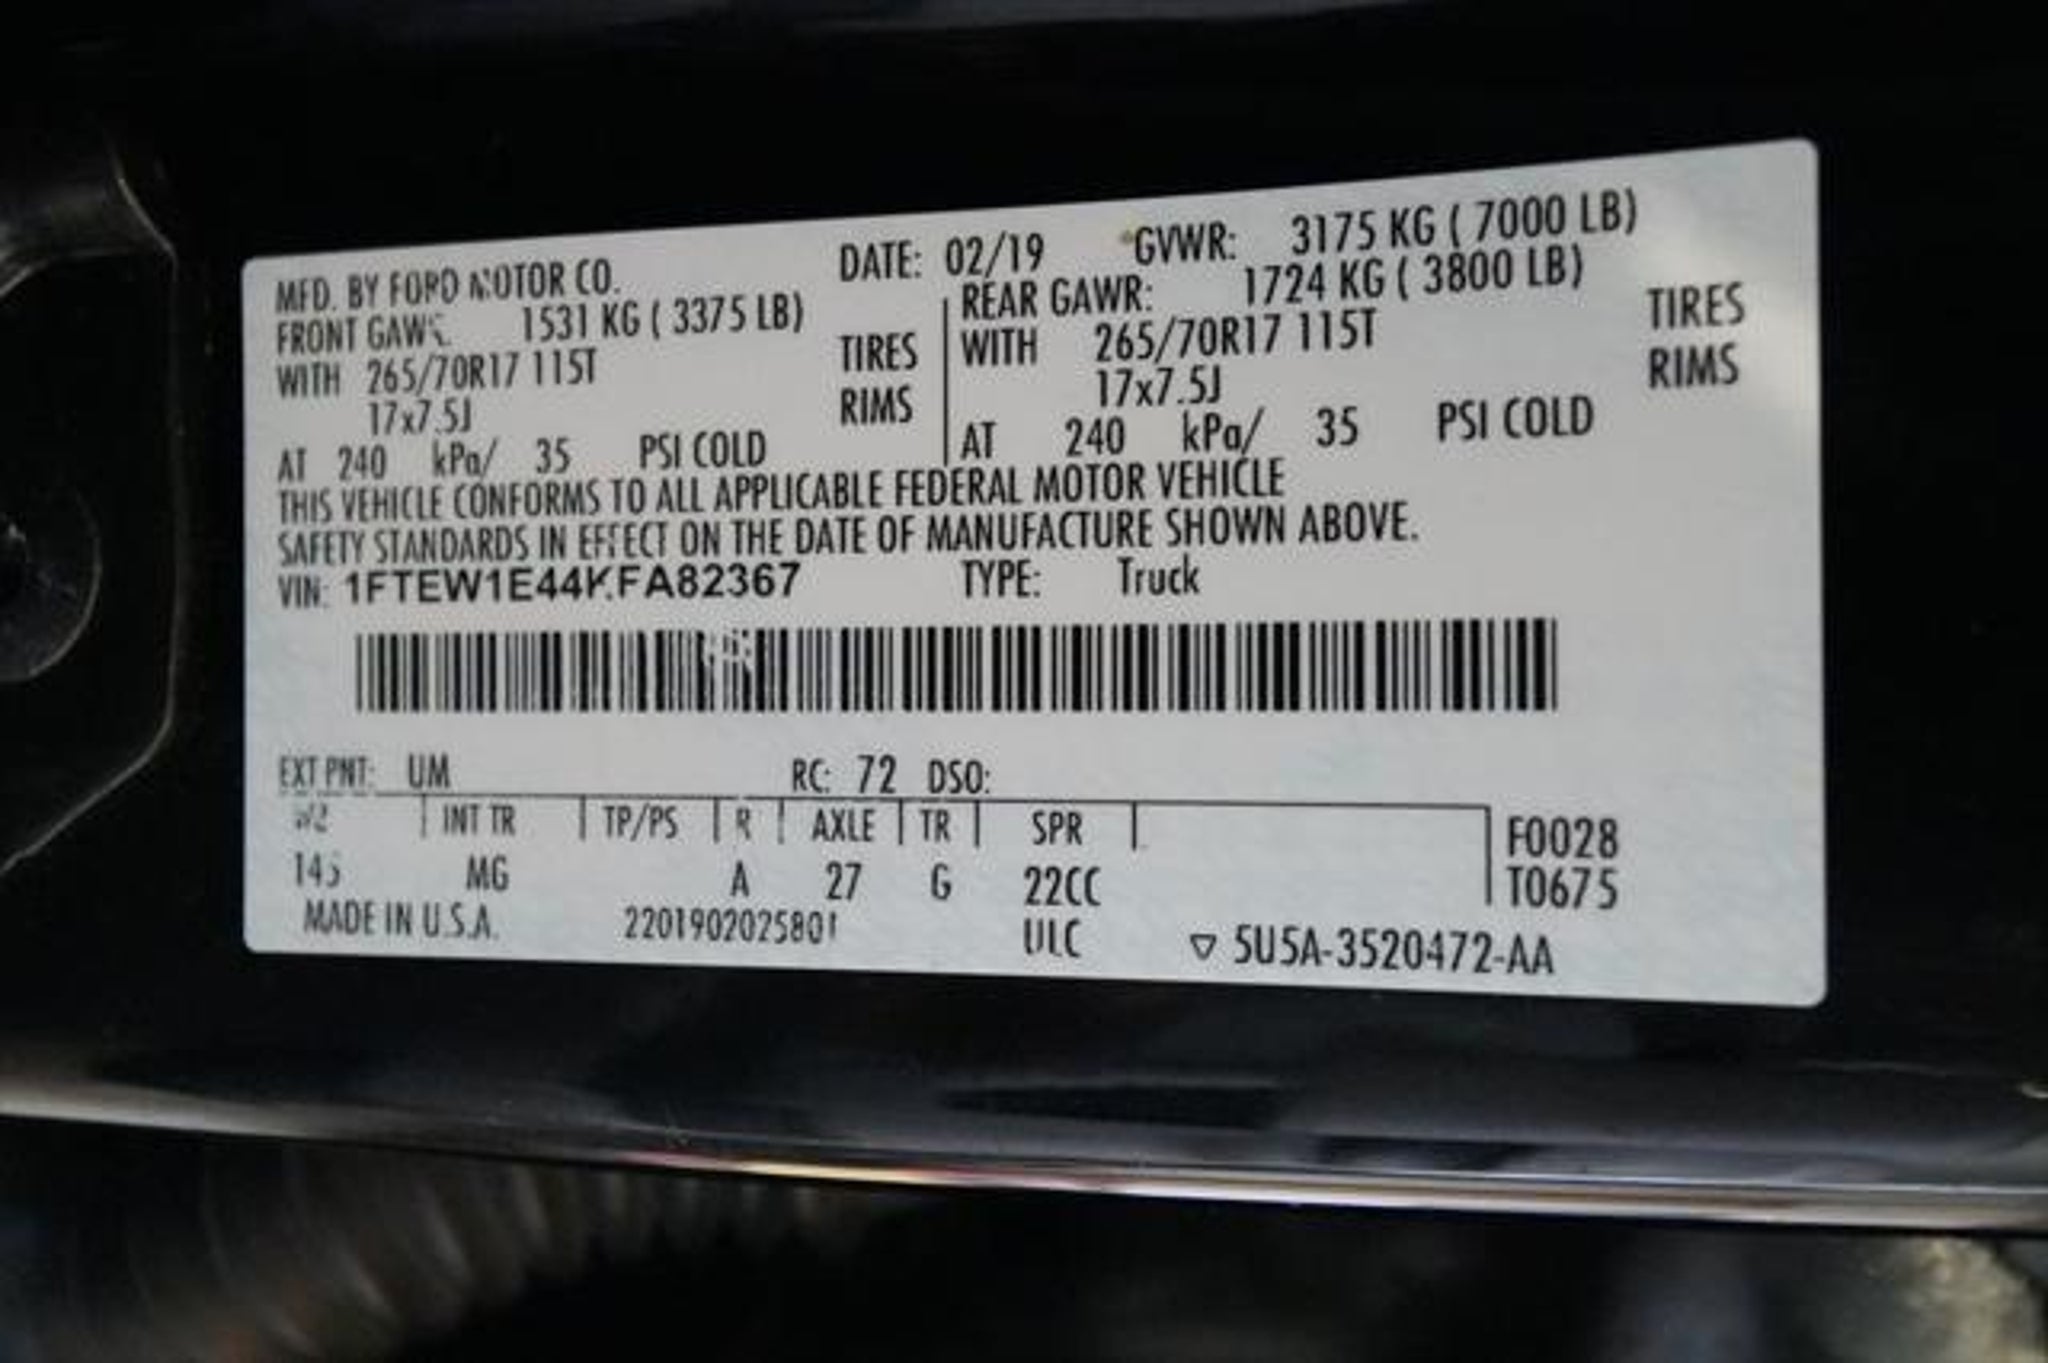 MFD. BY FORD MOTOR CO. DATE: 02/19 GVWR: 3175 KG ( 7000 LB)
FRONT GAWR: 1531 KG ( 3375 LB) REAR GAWR: 1724 KG ( 3800 LB)
WITH 265/70R17 115T TIRES WITH 265/70R17 115T TIRES
17x7.5J RIMS 17x7.5J RIMS
AT 240 kPa/ 35 PSI COLD AT 240 kPa/ 35 PSI COLD
THIS VEHICLE CONFORMS TO ALL APPLICABLE FEDERAL MOTOR VEHICLE
SAFETY STANDARDS IN EFFECT ON THE DATE OF MANUFACTURE SHOWN ABOVE.
VIN: 1FTEW1E44KFA82367 TYPE: Truck
EXT PNT: UM RC: 72 DSO:
INT TR TP/PS R AXLE TR SPR F0028
145 MG A 27 G 22CC T0675
MADE IN U.S.A. 2201902025801 ULC ▽ 5U5A-3520472-AA